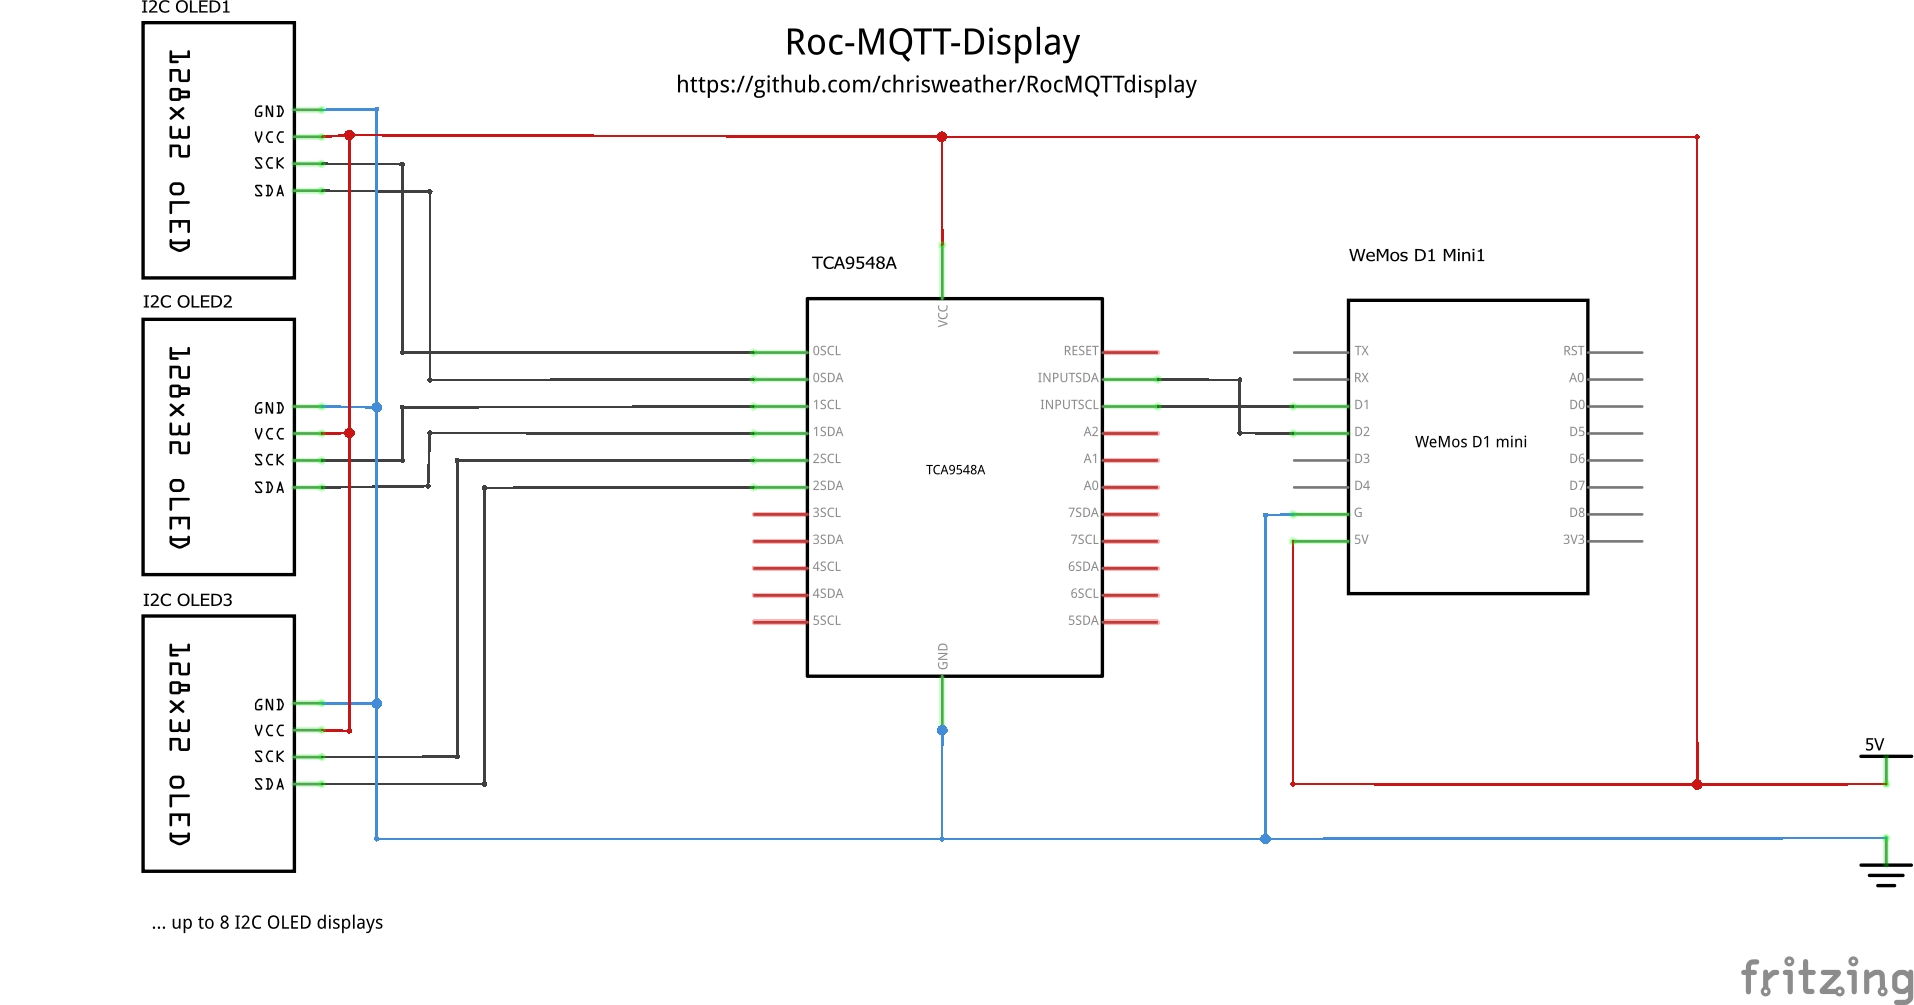 I2C OLED1
128x32 OLED
GND
VCC
SCK
SDA
Roc-MQTT-Display
https://github.com/chrisweather/RocMQTTdisplay
I2C OLED2
128x32 OLED
GND
VCC
SCK
SDA
I2C OLED3
128x32 OLED
GND
VCC
SCK
SDA
... up to 8 I2C OLED displays
TCA9548A
VCC
0SCL
0SDA
1SCL
1SDA
2SCL
2SDA
3SCL
3SDA
4SCL
4SDA
5SCL
TCA9548A
RESET
INPUTSDA
INPUTSCL
A2
A1
A0
7SDA
7SCL
6SDA
6SCL
5SDA
GND
WeMos D1 Mini1
TX
RX
D1
D2
D3
D4
G
5V
WeMos D1 mini
RST
A0
D0
D5
D6
D7
D8
3V3
5V
fritzing